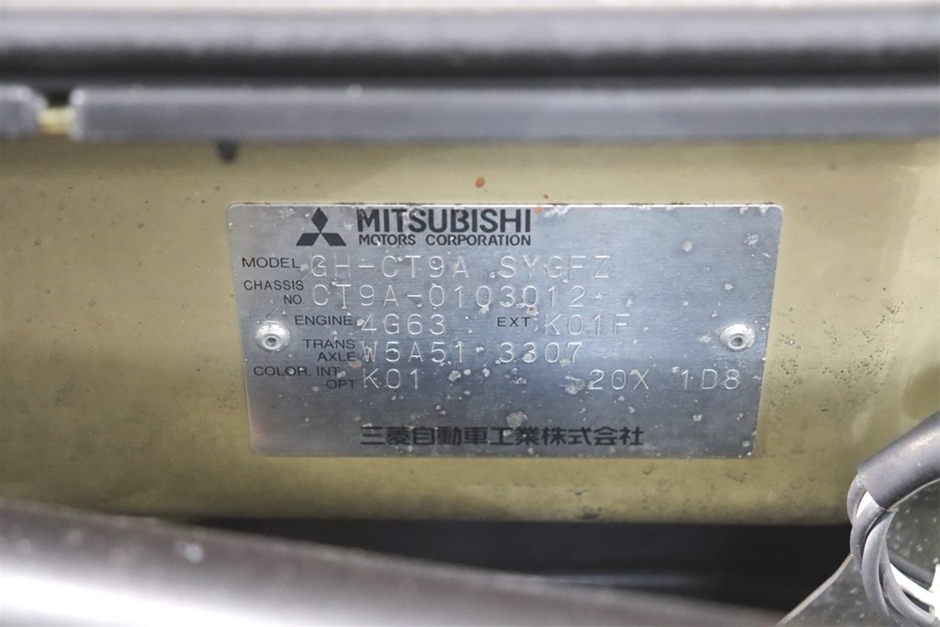 MITSUBISHI
MOTORS CORPORATION
MODEL GH-CT9A SYGFZ
CHASSIS NO. CT9A-0103012
ENGINE 4G63 EXT K01F
TRANS AXLE W5A51 3307
COLOR, INT OPT K01 20X 1D8
三菱自動車工業株式会社